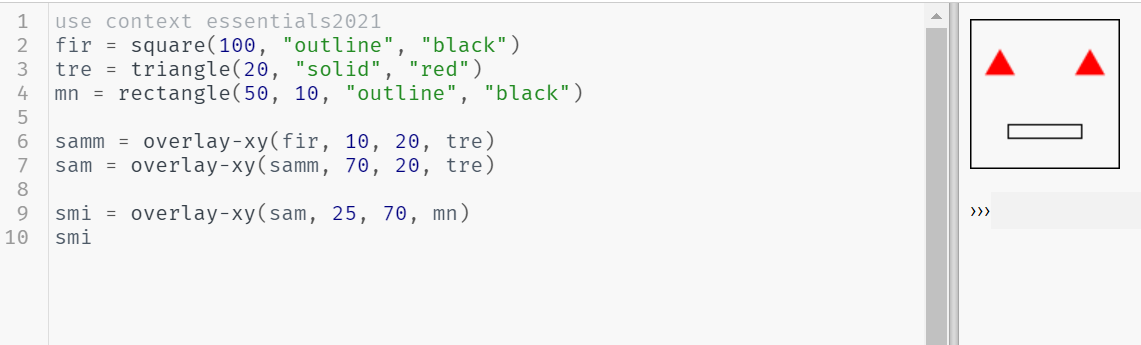 1 use context essentials2021
2 fir = square(100, "outline", "black")
3 tre = triangle(20, "solid", "red")
4 mn = rectangle(50, 10, "outline", "black")
5
6 samm = overlay-xy(fir, 10, 20, tre)
7 sam = overlay-xy(samm, 70, 20, tre)
8
9 smi = overlay-xy(sam, 25, 70, mn)
10 smi
›››